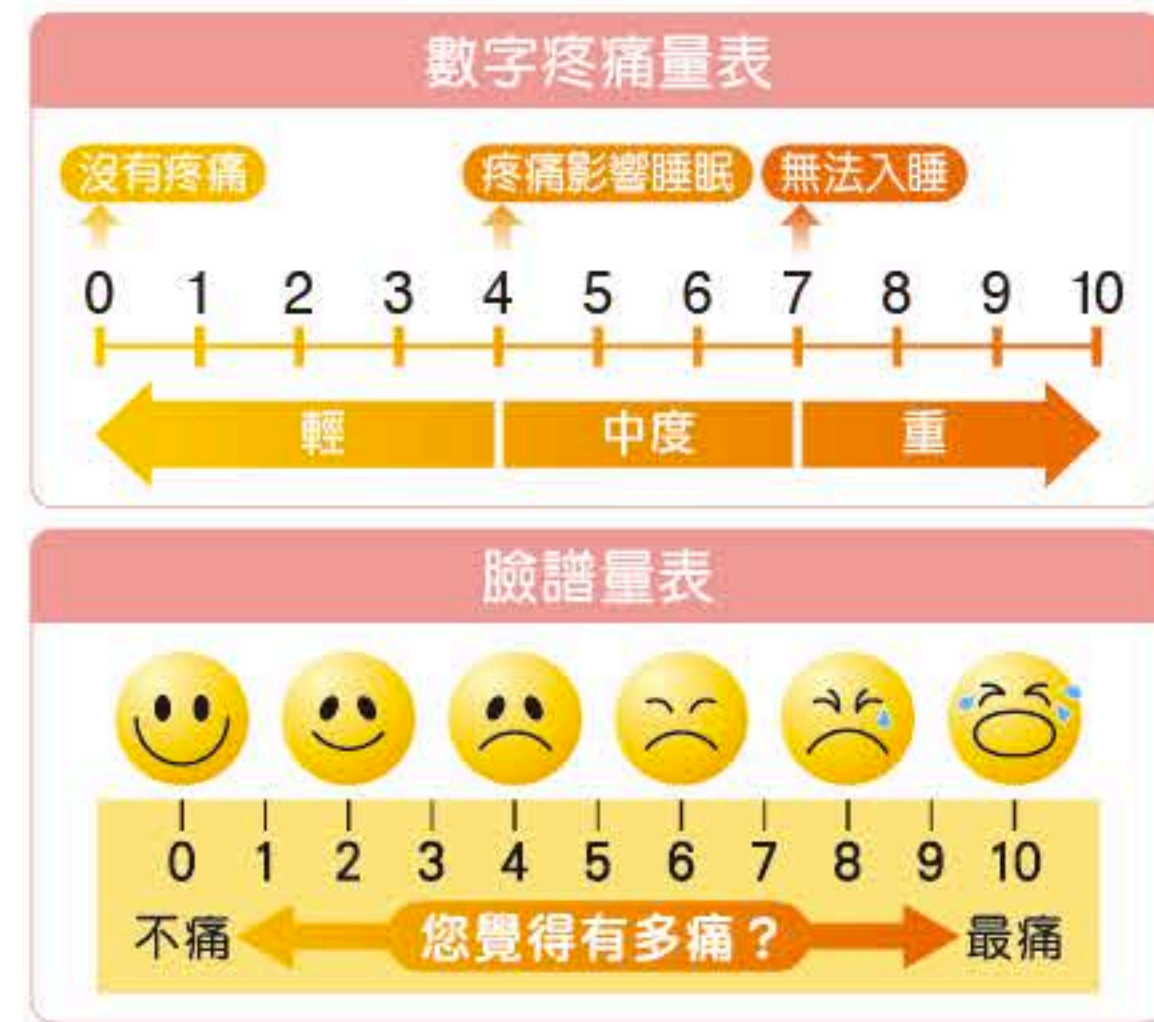 數字疼痛量表
沒有疼痛 疼痛影響睡眠 無法入睡
0 1 2 3 4 5 6 7 8 9 10
輕 中度 重
臉譜量表
0 1 2 3 4 5 6 7 8 9 10
不痛 您覺得有多痛？ 最痛